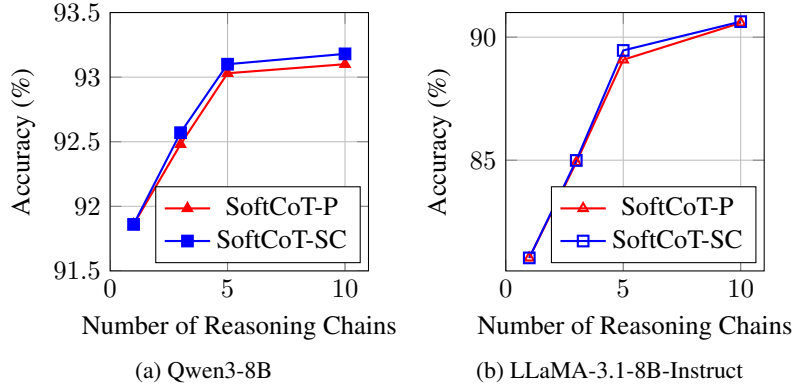 93.5
93
92.5
92
91.5
Accuracy (%)
SoftCoT-P
SoftCoT-SC
0
5
10
Number of Reasoning Chains
(a) Qwen3-8B
90
85
Accuracy (%)
SoftCoT-P
SoftCoT-SC
0
5
10
Number of Reasoning Chains
(b) LLaMA-3.1-8B-Instruct